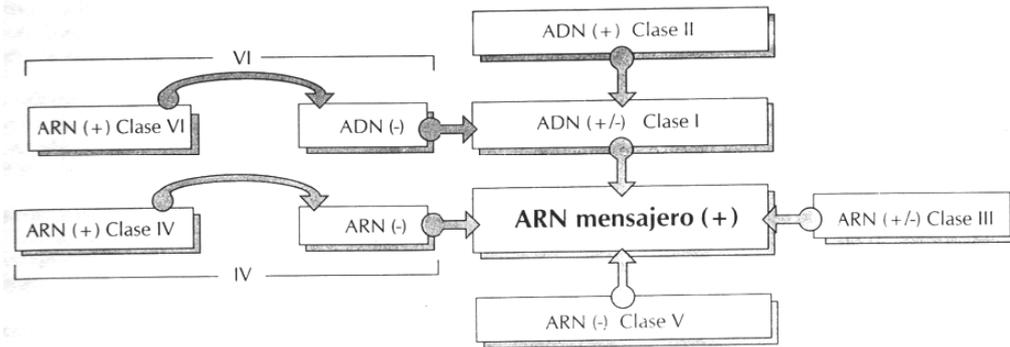 ADN (+) Clase II
VI
ARN (+) Clase VI
ADN (-)
ADN (+/-) Clase I
ARN (+) Clase IV
ARN (-)
ARN mensajero (+)
ARN (+/-) Clase III
IV
ARN (-) Clase V